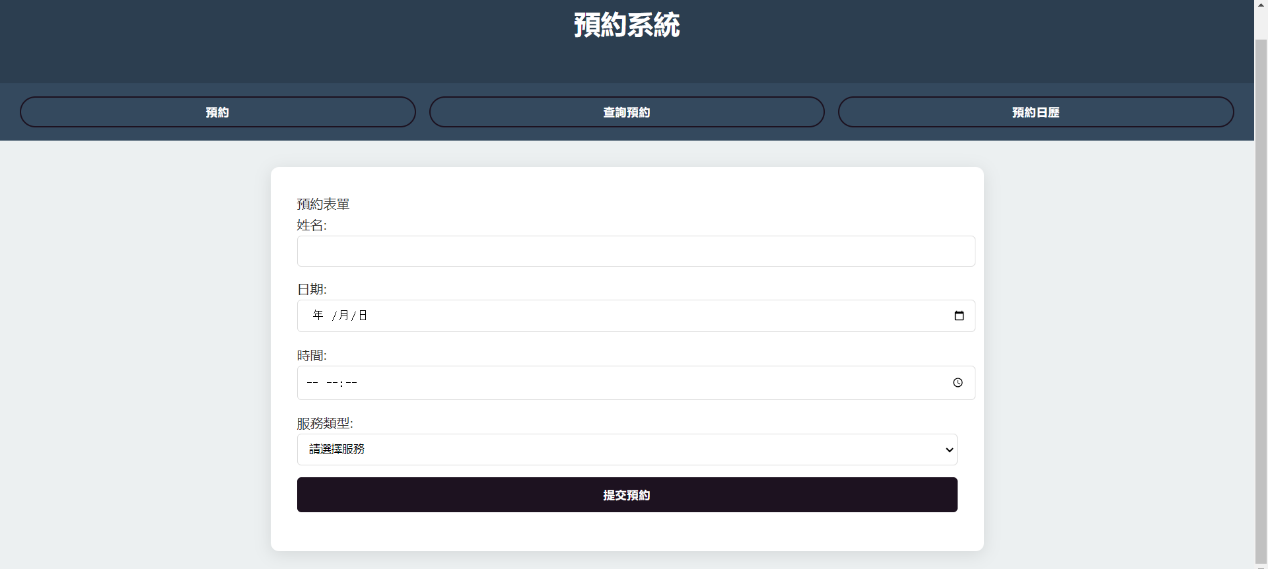 預約系統
預約 查詢預約 預約日歷
預約表單
姓名:
日期:
年 /月/日
時間:
-- --:--
服務類型:
請選擇服務
提交預約